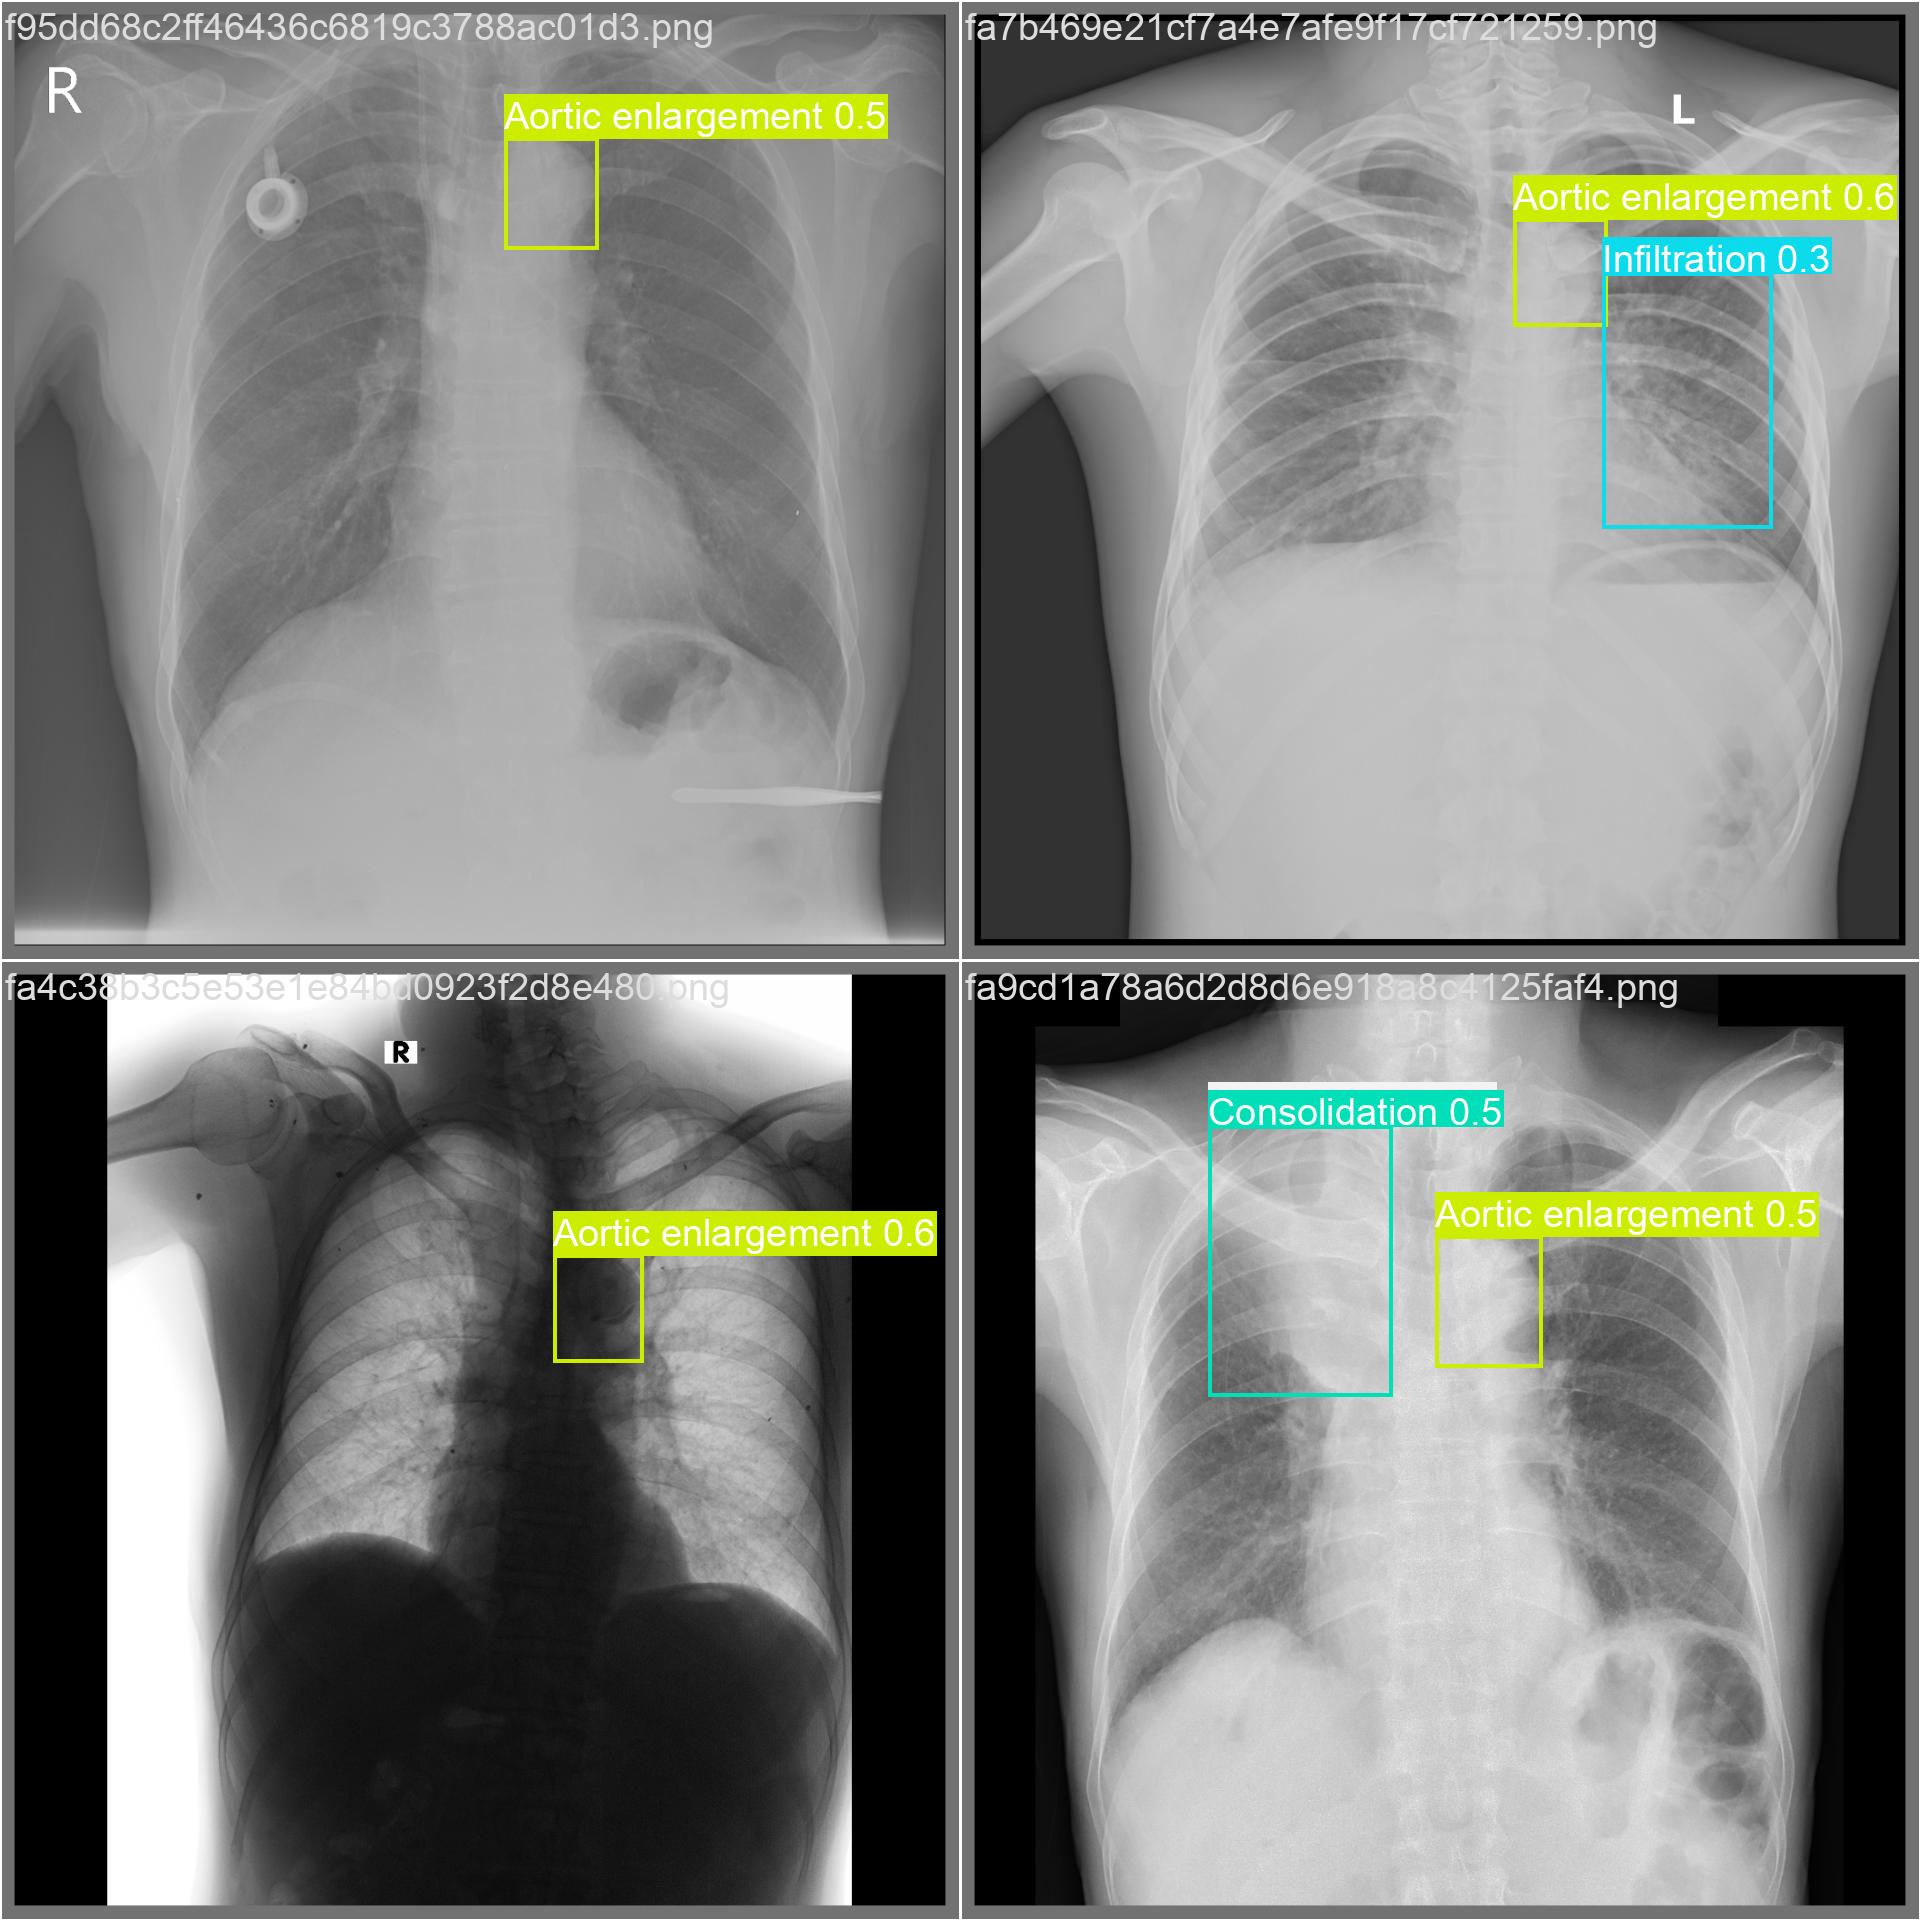 f95dd68c2ff46436c6819c3788ac01d3.png
R
Aortic enlargement 0.5
fa7b469e21cf7a4e7afe9f17cf721259.png
L
Aortic enlargement 0.6
Infiltration 0.3
fa4c38b3c5e53e1e84bd0923f2d8e480.png
R
Aortic enlargement 0.6
fa9cd1a78a6d2d8d6e918a8c4125faf4.png
Consolidation 0.5
Aortic enlargement 0.5